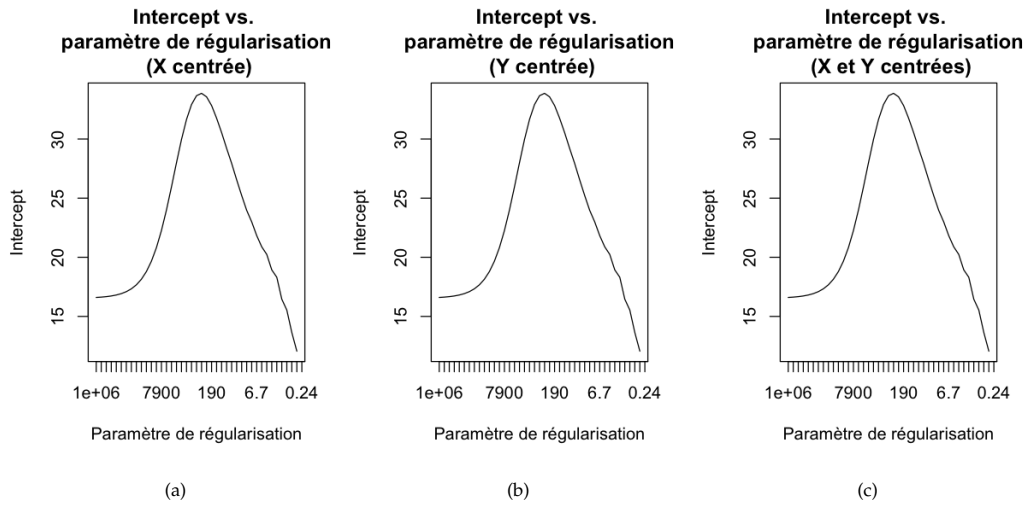 Intercept vs.
paramètre de régularisation
(X centrée)
30
25
20
15
Intercept
1e+06 7900 190 6.7 0.24
Paramètre de régularisation
(a)
Intercept vs.
paramètre de régularisation
(Y centrée)
30
25
20
15
Intercept
1e+06 7900 190 6.7 0.24
Paramètre de régularisation
(b)
Intercept vs.
paramètre de régularisation
(X et Y centrées)
30
25
20
15
Intercept
1e+06 7900 190 6.7 0.24
Paramètre de régularisation
(c)